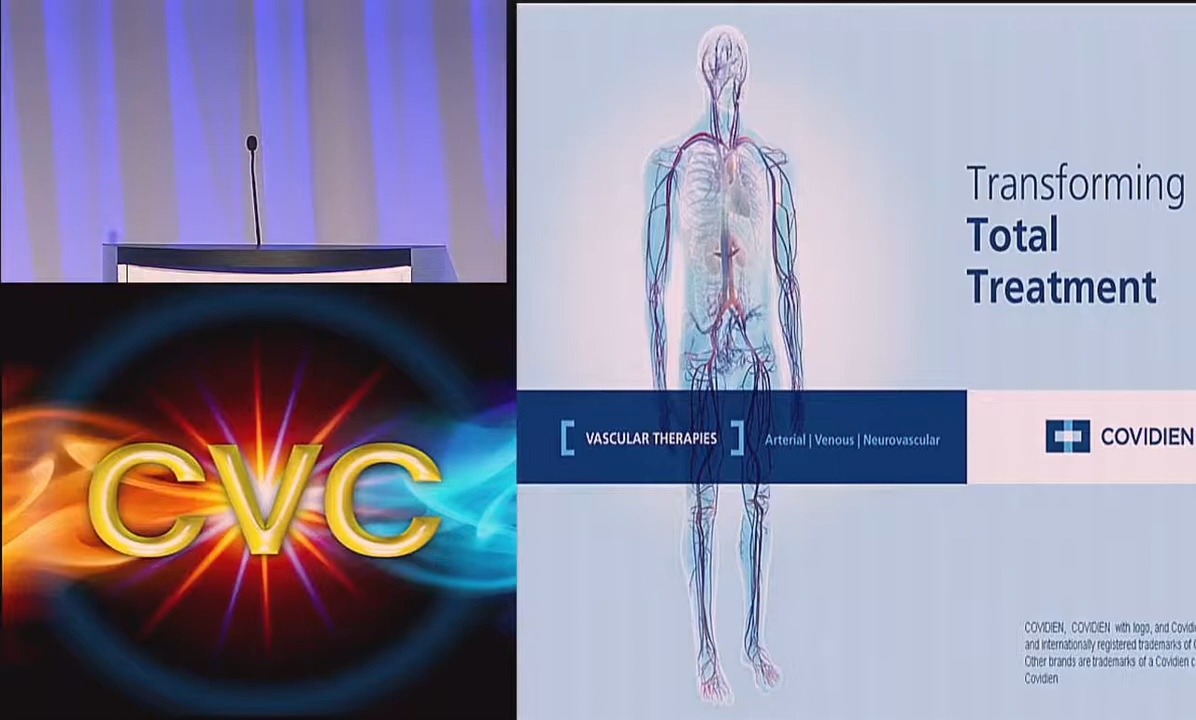 CVC
Transforming
Total
Treatment
[ VASCULAR THERAPIES ] Arterial | Venous | Neurovascular
COVIDIEN
COVIDIEN, COVIDIEN with logo, and
and internationally registered trademarks of
Other brands are trademarks of a Covidien
Covidien